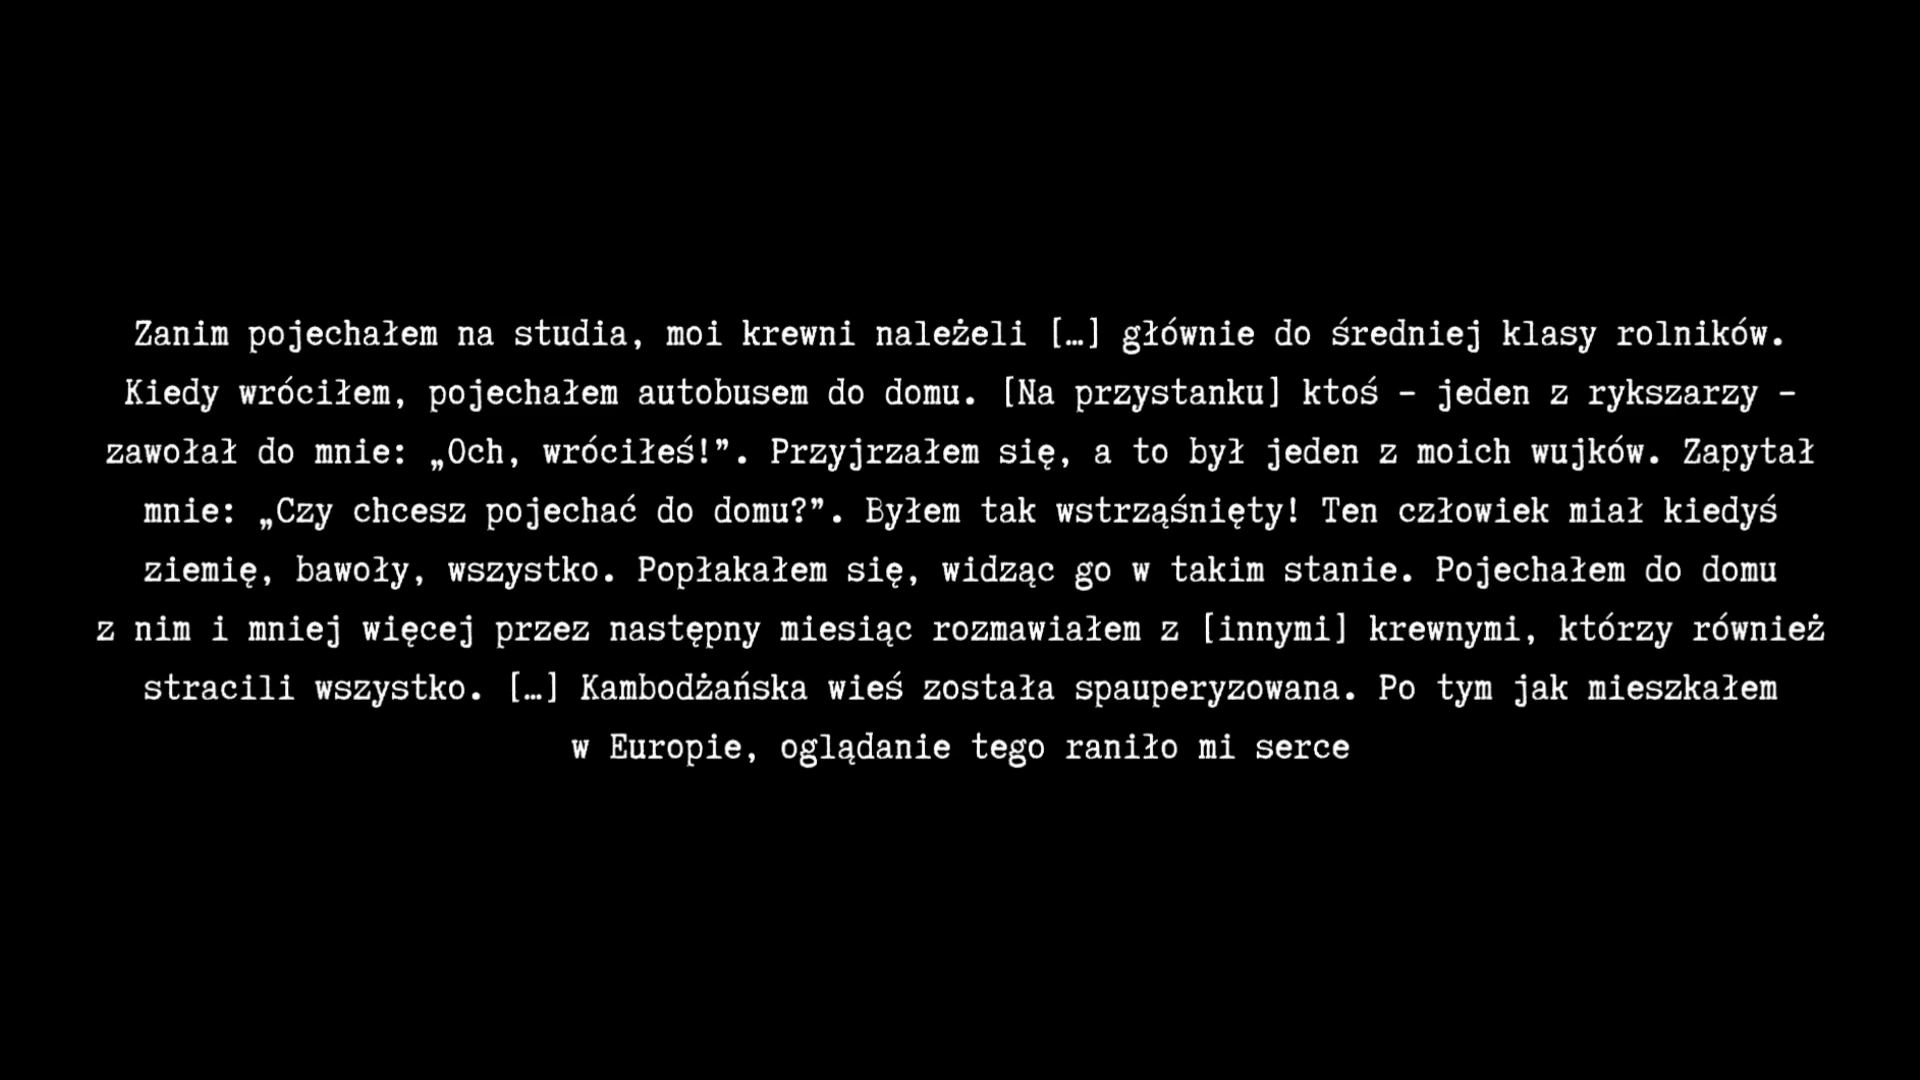 Zanim pojechałem na studia, moi krewni należeli […] głównie do średniej klasy rolników.
Kiedy wróciłem, pojechałem autobusem do domu. [Na przystanku] ktoś – jeden z rykszarzy –
zawołał do mnie: „Och, wróciłeś!”. Przyjrzałem się, a to był jeden z moich wujków. Zapytał
mnie: „Czy chcesz pojechać do domu?”. Byłem tak wstrząśnięty! Ten człowiek miał kiedyś
ziemię, bawoły, wszystko. Popłakałem się, widząc go w takim stanie. Pojechałem do domu
z nim i mniej więcej przez następny miesiąc rozmawiałem z [innymi] krewnymi, którzy również
stracili wszystko. […] Kambodżańska wieś została spauperyzowana. Po tym jak mieszkałem
w Europie, oglądanie tego raniło mi serce